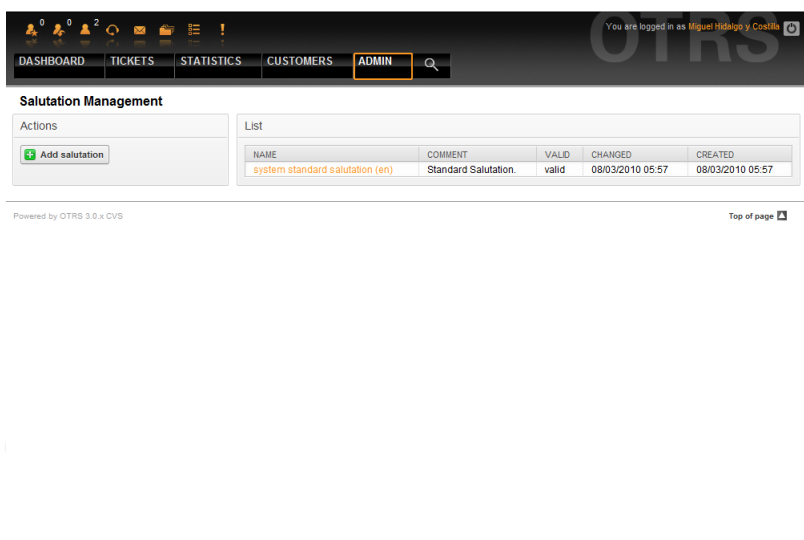 0 0 2
You are logged in as Miguel Hidalgo y Costilla
OTRS
DASHBOARD TICKETS STATISTICS CUSTOMERS ADMIN
Salutation Management
Actions
Add salutation
List
NAME COMMENT VALID CHANGED CREATED
system standard salutation (en) Standard Salutation. valid 08/03/2010 05:57 08/03/2010 05:57
Powered by OTRS 3.0.x CVS
Top of page